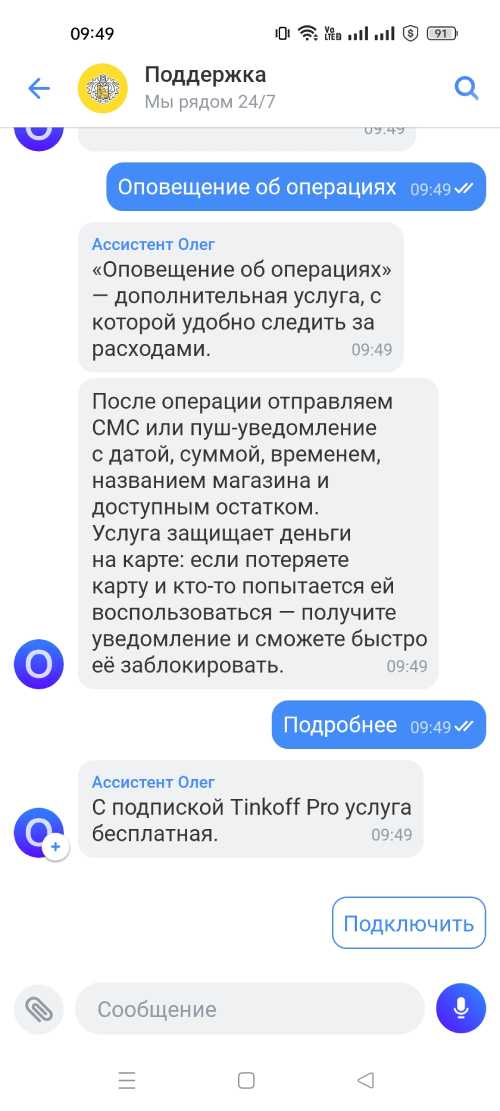 09:49
Vo LTE 91
Поддержка
Мы рядом 24/7
09:49
Оповещение об операциях 09:49
Ассистент Олег
«Оповещение об операциях»
— дополнительная услуга, с
которой удобно следить за
расходами. 09:49
После операции отправляем
СМС или пуш-уведомление
с датой, суммой, временем,
названием магазина и
доступным остатком.
Услуга защищает деньги
на карте: если потеряете
карту и кто-то попытается ей
воспользоваться — получите
уведомление и сможете быстро
её заблокировать. 09:49
Подробнее 09:49
Ассистент Олег
С подпиской Tinkoff Pro услуга
бесплатная. 09:49
Подключить
Сообщение